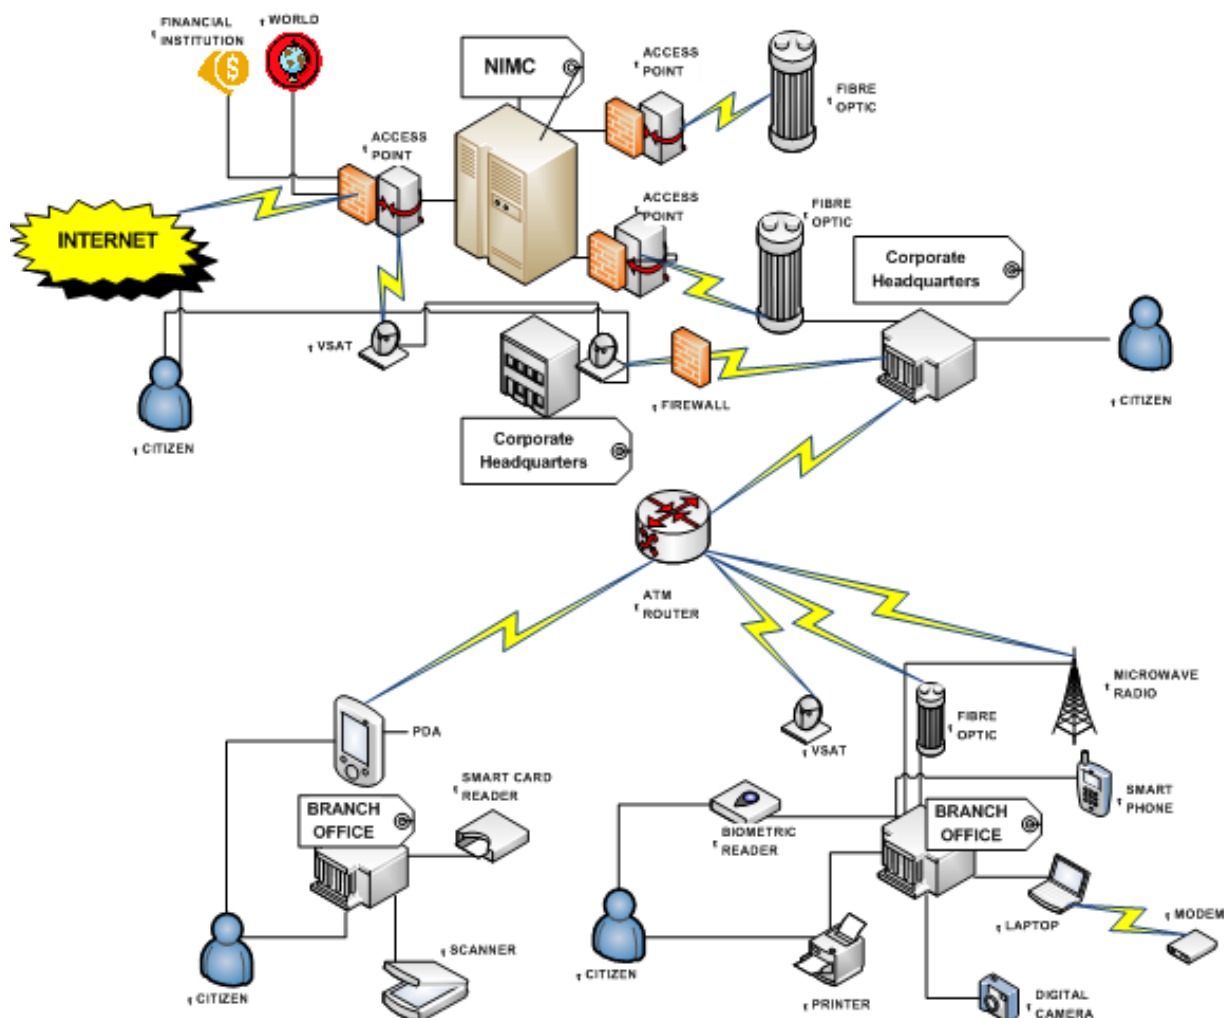 FINANCIAL
INSTITUTION
WORLD
NIMC
ACCESS
POINT
FIBRE
OPTIC
ACCESS
POINT
ACCESS
POINT
FIBRE
OPTIC
INTERNET
Corporate
Headquarters
VSAT
FIREWALL
CITIZEN
CITIZEN
Corporate
Headquarters
ATM
ROUTER
MICROWAVE
RADIO
PDA
VSAT
FIBRE
OPTIC
SMART CARD
READER
SMART
PHONE
BRANCH
OFFICE
BIOMETRIC
READER
BRANCH
OFFICE
LAPTOP
MODEM
SCANNER
CITIZEN
CITIZEN
PRINTER
DIGITAL
CAMERA